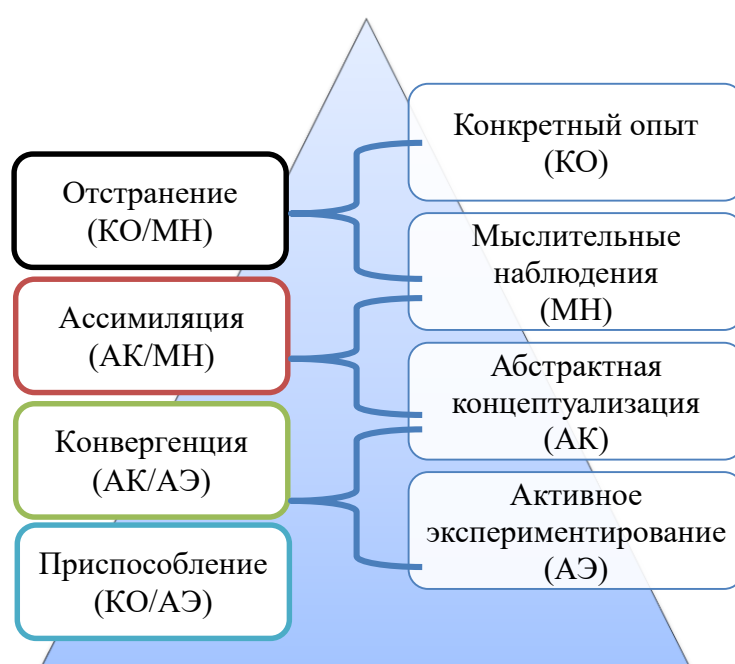 Отстранение
(КО/МН)
Ассимиляция
(АК/МН)
Конвергенция
(АК/АЭ)
Приспособление
(КО/АЭ)
Конкретный опыт
(КО)
Мыслительные
наблюдения
(МН)
Абстрактная
концептуализация
(АК)
Активное
экспериментирование
(АЭ)